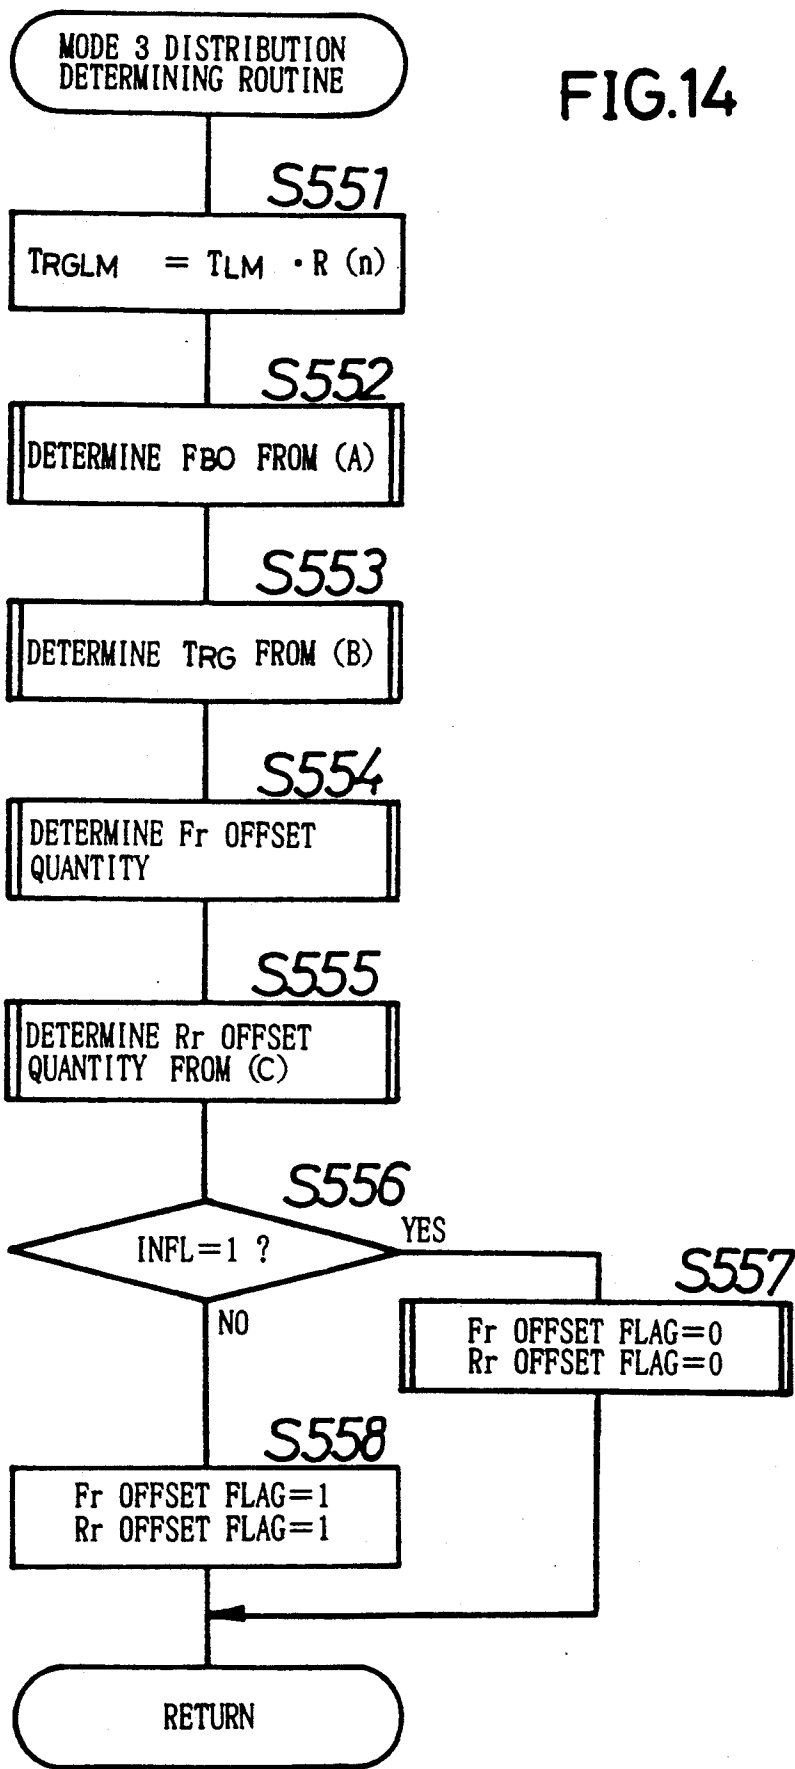 MODE 3 DISTRIBUTION
DETERMINING ROUTINE
FIG.14
S551
TRGLM = TLM · R (n)
S552
DETERMINE FBO FROM (A)
S553
DETERMINE TRG FROM (B)
S554
DETERMINE Fr OFFSET
QUANTITY
S555
DETERMINE Rr OFFSET
QUANTITY FROM (C)
S556
INFL=1 ?
YES
NO
S557
Fr OFFSET FLAG=0
Rr OFFSET FLAG=0
S558
Fr OFFSET FLAG=1
Rr OFFSET FLAG=1
RETURN